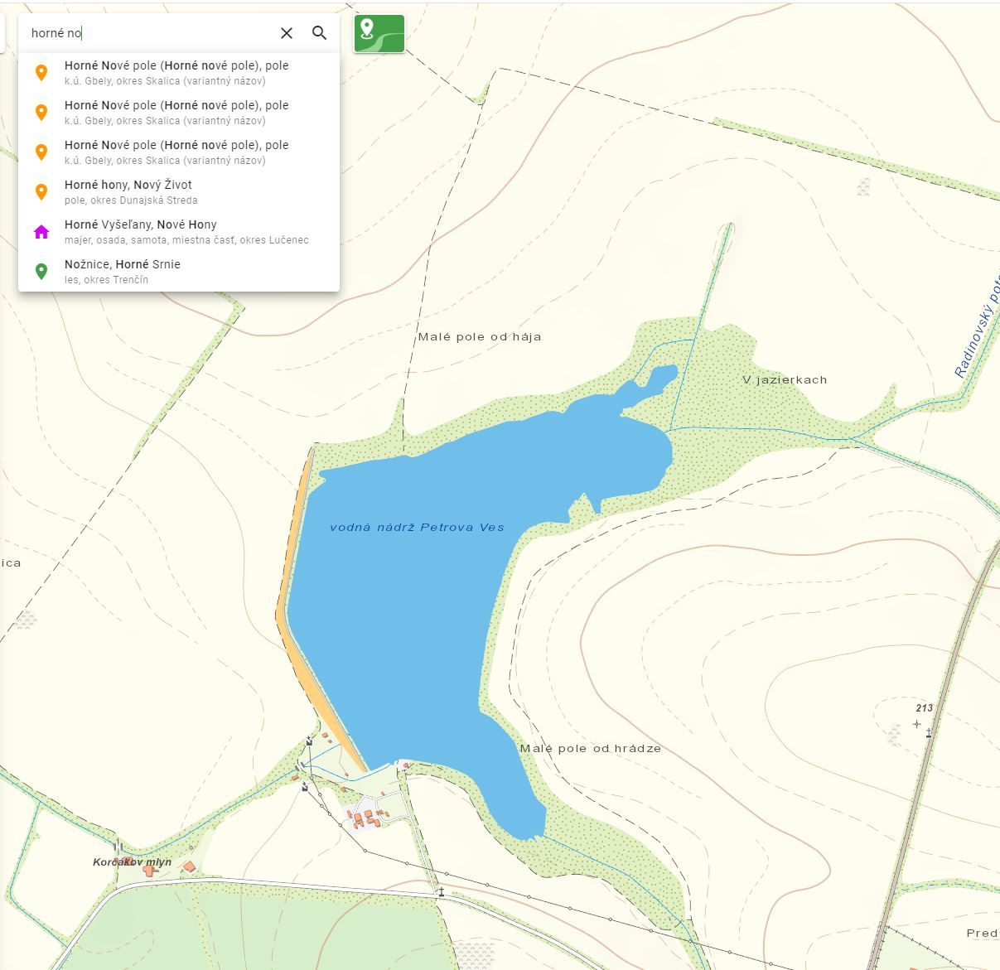 horné no
Horné Nové pole (Horné nové pole), pole
k.ú. Gbely, okres Skalica (variantný názov)
Horné Nové pole (Horné nové pole), pole
k.ú. Gbely, okres Skalica (variantný názov)
Horné Nové pole (Horné nové pole), pole
k.ú. Gbely, okres Skalica (variantný názov)
Horné hony, Nový Život
pole, okres Dunajská Streda
Horné Vyšeľany, Nové Hony
majer, osada, samota, miestna časť, okres Lučenec
Nožnice, Horné Srnie
les, okres Trenčín
Radinovský poto
Malé pole od hája
V jazierkach
vodná nádrž Petrova Ves
ica
213
Malé pole od hrádze
Korčákov mlyn
Pred